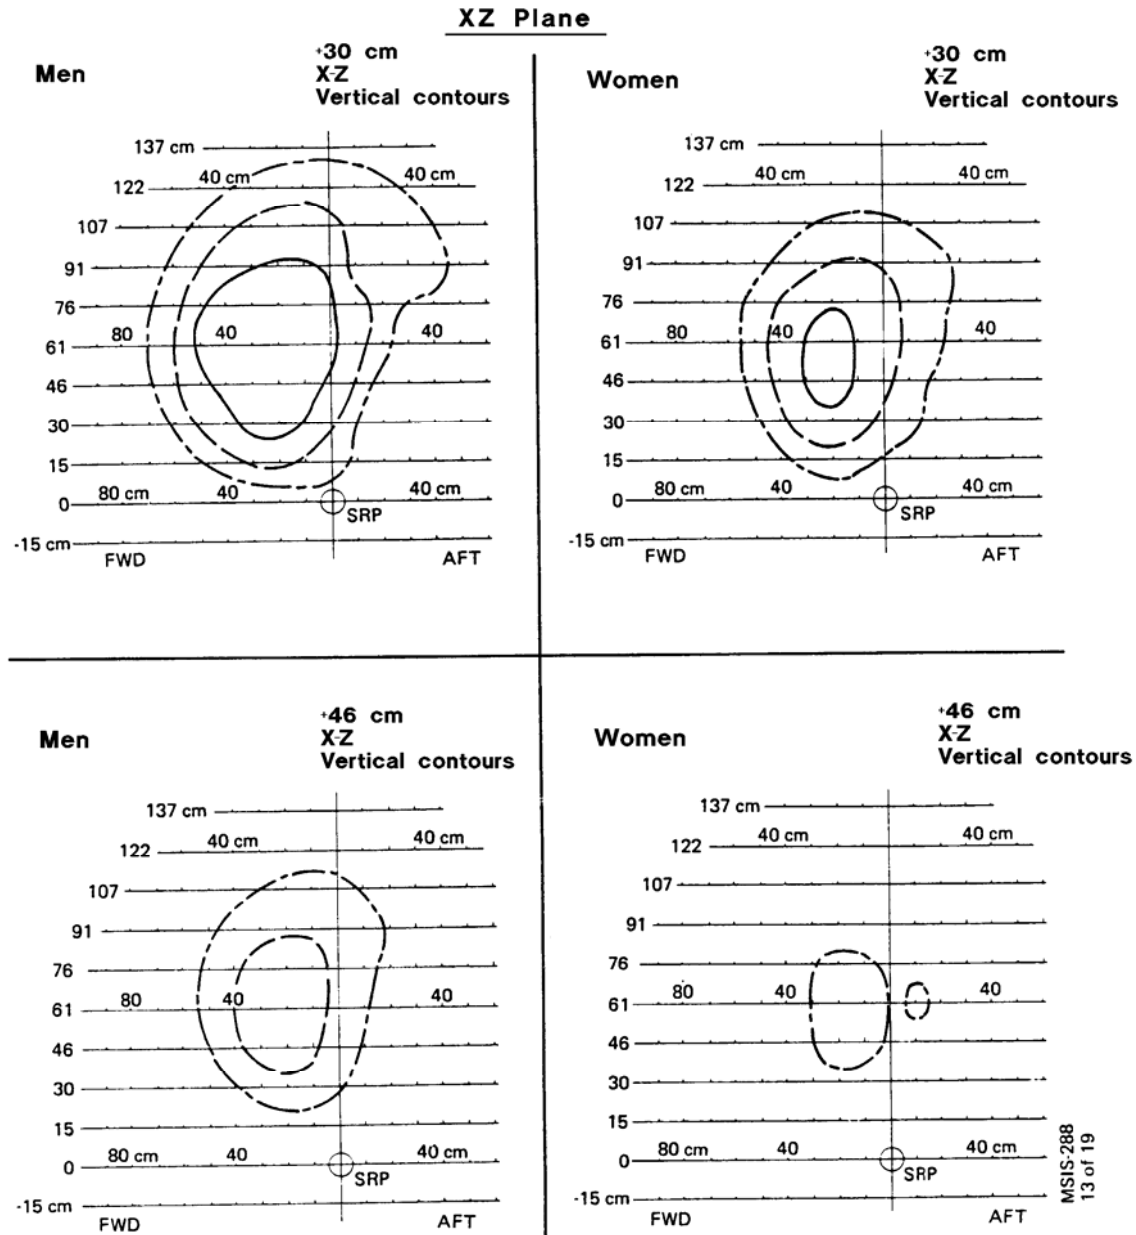 XZ Plane
Men
+30 cm
X-Z
Vertical contours
137 cm
40 cm 40 cm
122
107
91
76
80 40 40
61
46
30
15
80 cm 40 40 cm
0
SRP
-15 cm
FWD AFT
Women
+30 cm
X-Z
Vertical contours
137 cm
40 cm 40 cm
122
107
91
76
80 40 40
61
46
30
15
80 cm 40 40 cm
0
SRP
-15 cm
FWD AFT
Men
+46 cm
X-Z
Vertical contours
137 cm
40 cm 40 cm
122
107
91
76
80 40 40
61
46
30
15
80 cm 40 40 cm
0
SRP
-15 cm
FWD AFT
Women
+46 cm
X-Z
Vertical contours
137 cm
40 cm 40 cm
122
107
91
76
80 40 40
61
46
30
15
80 cm 40 40 cm
0
SRP
-15 cm
FWD AFT
MSIS-288
13 of 19